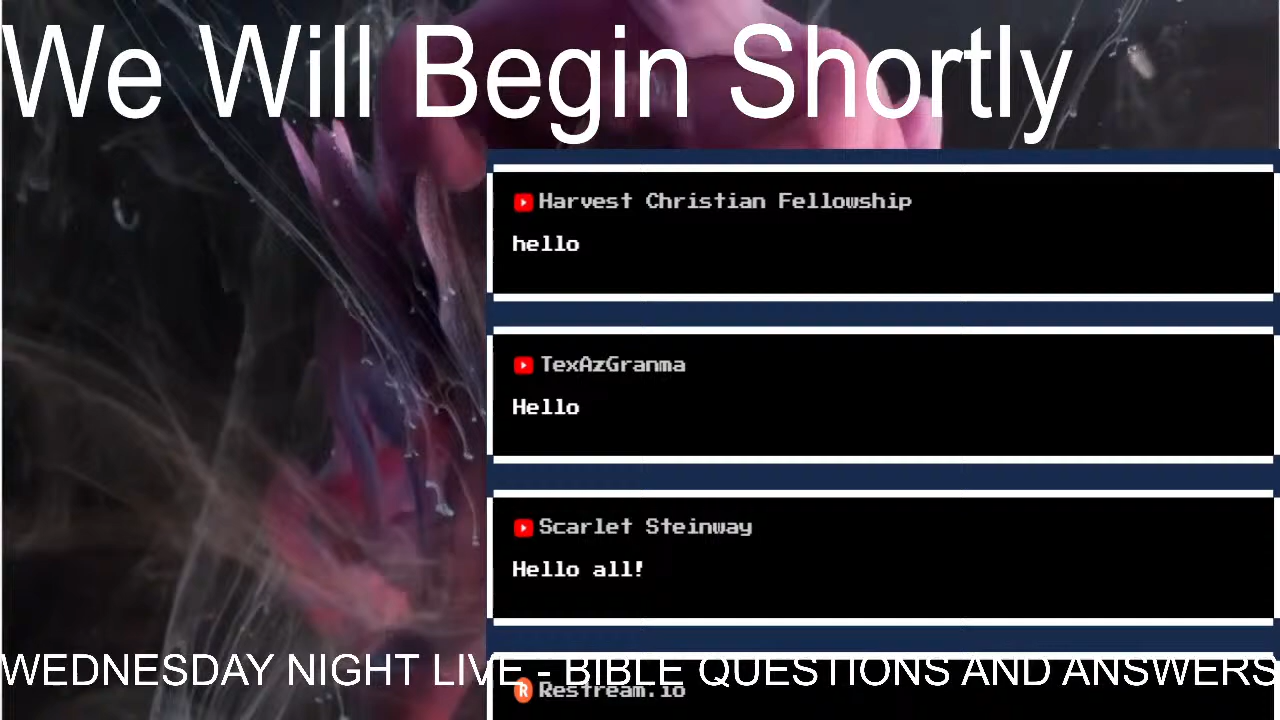 We Will Begin Shortly
Harvest Christian Fellowship
hello
TexAzGranma
Hello
Scarlet Steinway
Hello all!
WEDNESDAY NIGHT LIVE - BIBLE QUESTIONS AND ANSWERS
R Restream.io